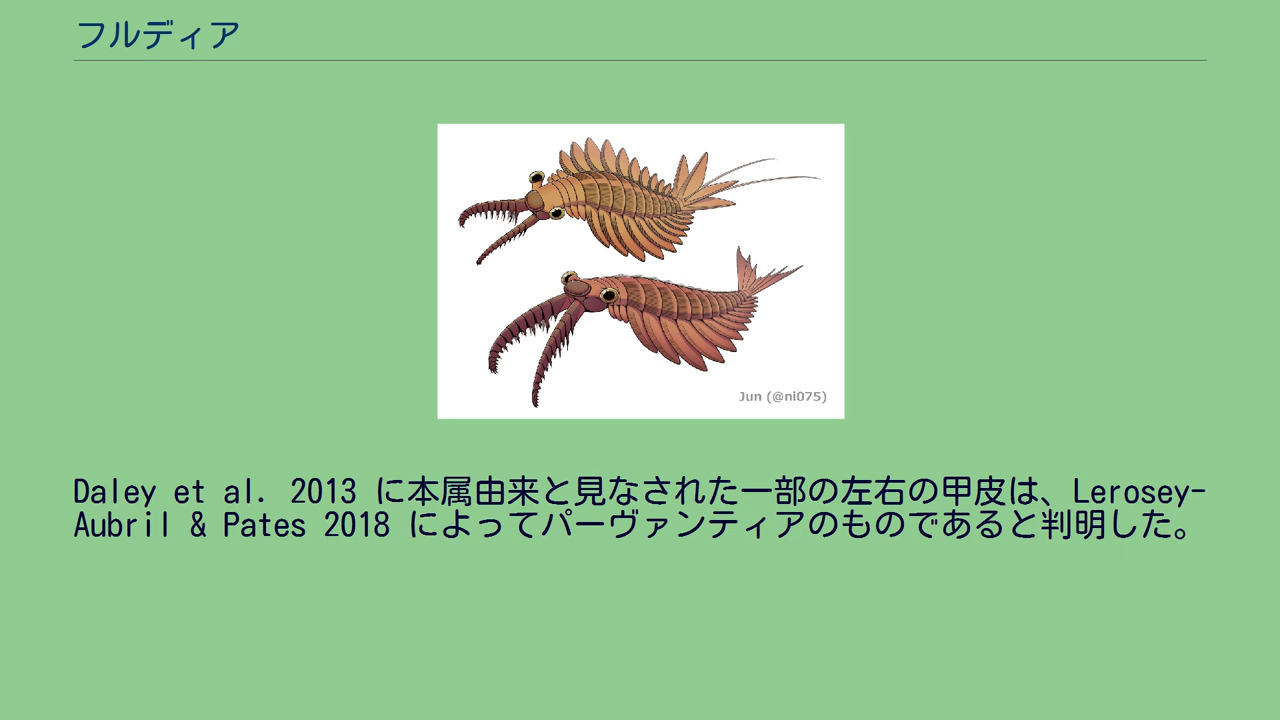 フルディア
Jun (@ni075)
Daley et al. 2013 に本属由来と見なされた一部の左右の甲皮は、Lerosey-
Aubril & Pates 2018 によってパーヴァンティアのものであると判明した。